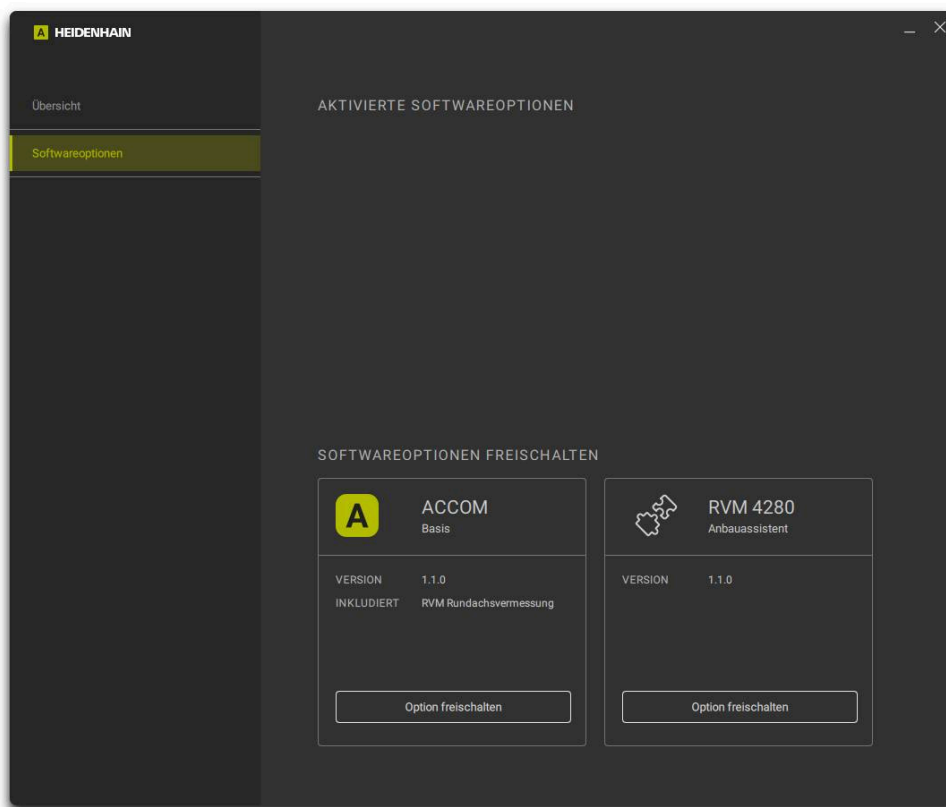 A HEIDENHAIN
Übersicht
Softwareoptionen
AKTIVIERTE SOFTWAREOPTIONEN
SOFTWAREOPTIONEN FREISCHALTEN
A
ACCOM
Basis
VERSION 1.1.0
INKLUDIERT RVM Rundachsvermessung
Option freischalten
RVM 4280
Anbauassistent
VERSION 1.1.0
Option freischalten